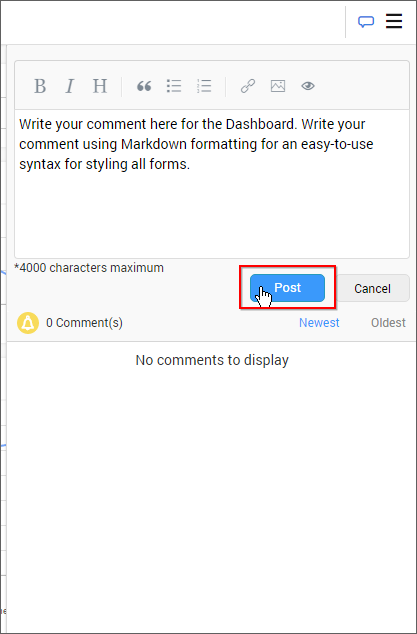 B I H
Write your comment here for the Dashboard. Write your
comment using Markdown formatting for an easy-to-use
syntax for styling all forms.
*4000 characters maximum
Post Cancel
0 Comment(s) Newest Oldest
No comments to display